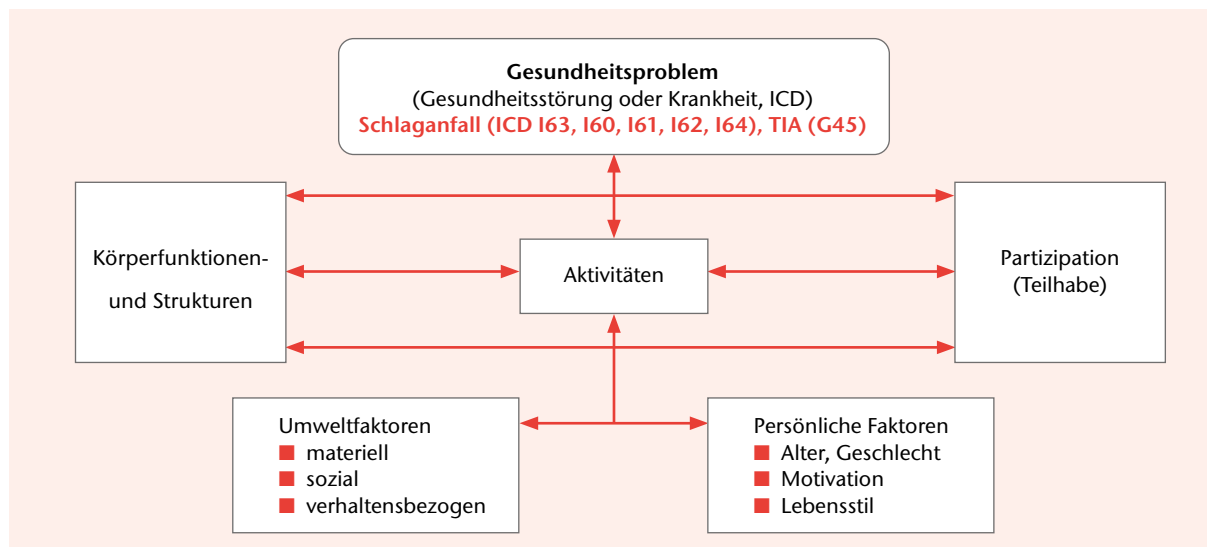 Gesundheitsproblem
(Gesundheitsstörung oder Krankheit, ICD)
Schlaganfall (ICD I63, I60, I61, I62, I64), TIA (G45)
Körperfunktionen-
und Strukturen
Aktivitäten
Partizipation
(Teilhabe)
Umweltfaktoren
materiell
sozial
verhaltensbezogen
Persönliche Faktoren
Alter, Geschlecht
Motivation
Lebensstil